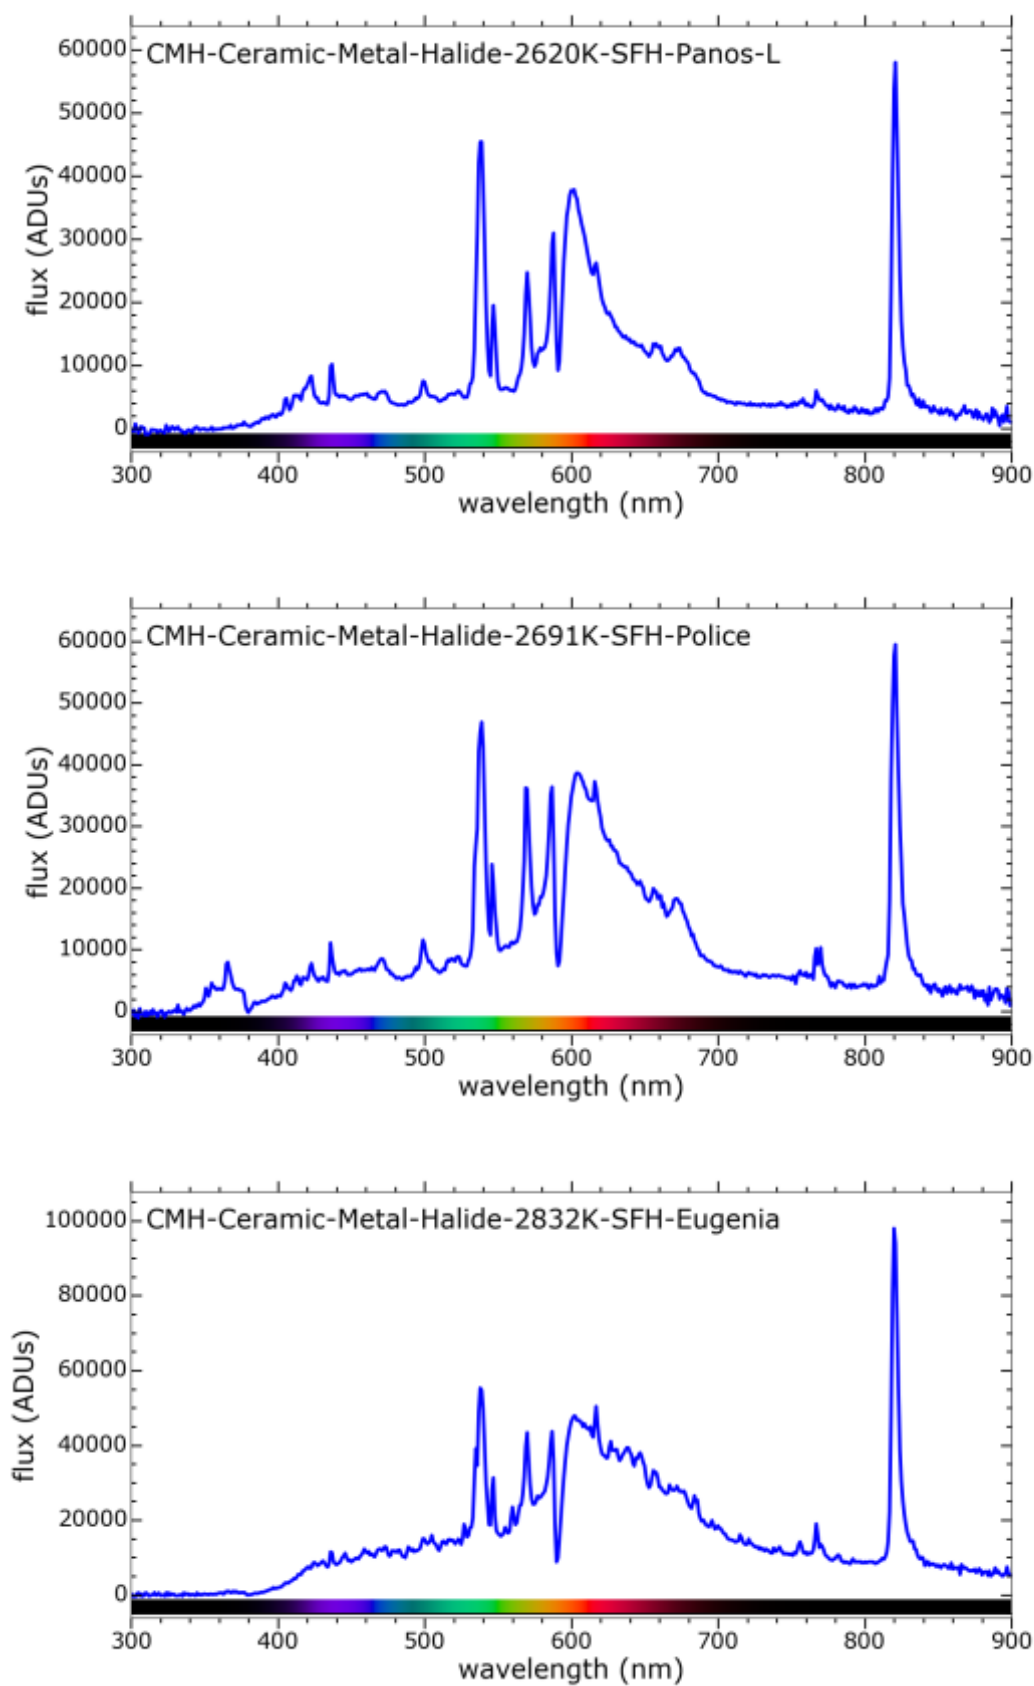 CMH-Ceramic-Metal-Halide-2620K-SFH-Panos-L
flux (ADUs)
60000
50000
40000
30000
20000
10000
0
300 400 500 600 700 800 900
wavelength (nm)
CMH-Ceramic-Metal-Halide-2691K-SFH-Police
flux (ADUs)
60000
50000
40000
30000
20000
10000
0
300 400 500 600 700 800 900
wavelength (nm)
CMH-Ceramic-Metal-Halide-2832K-SFH-Eugenia
flux (ADUs)
100000
80000
60000
40000
20000
0
300 400 500 600 700 800 900
wavelength (nm)